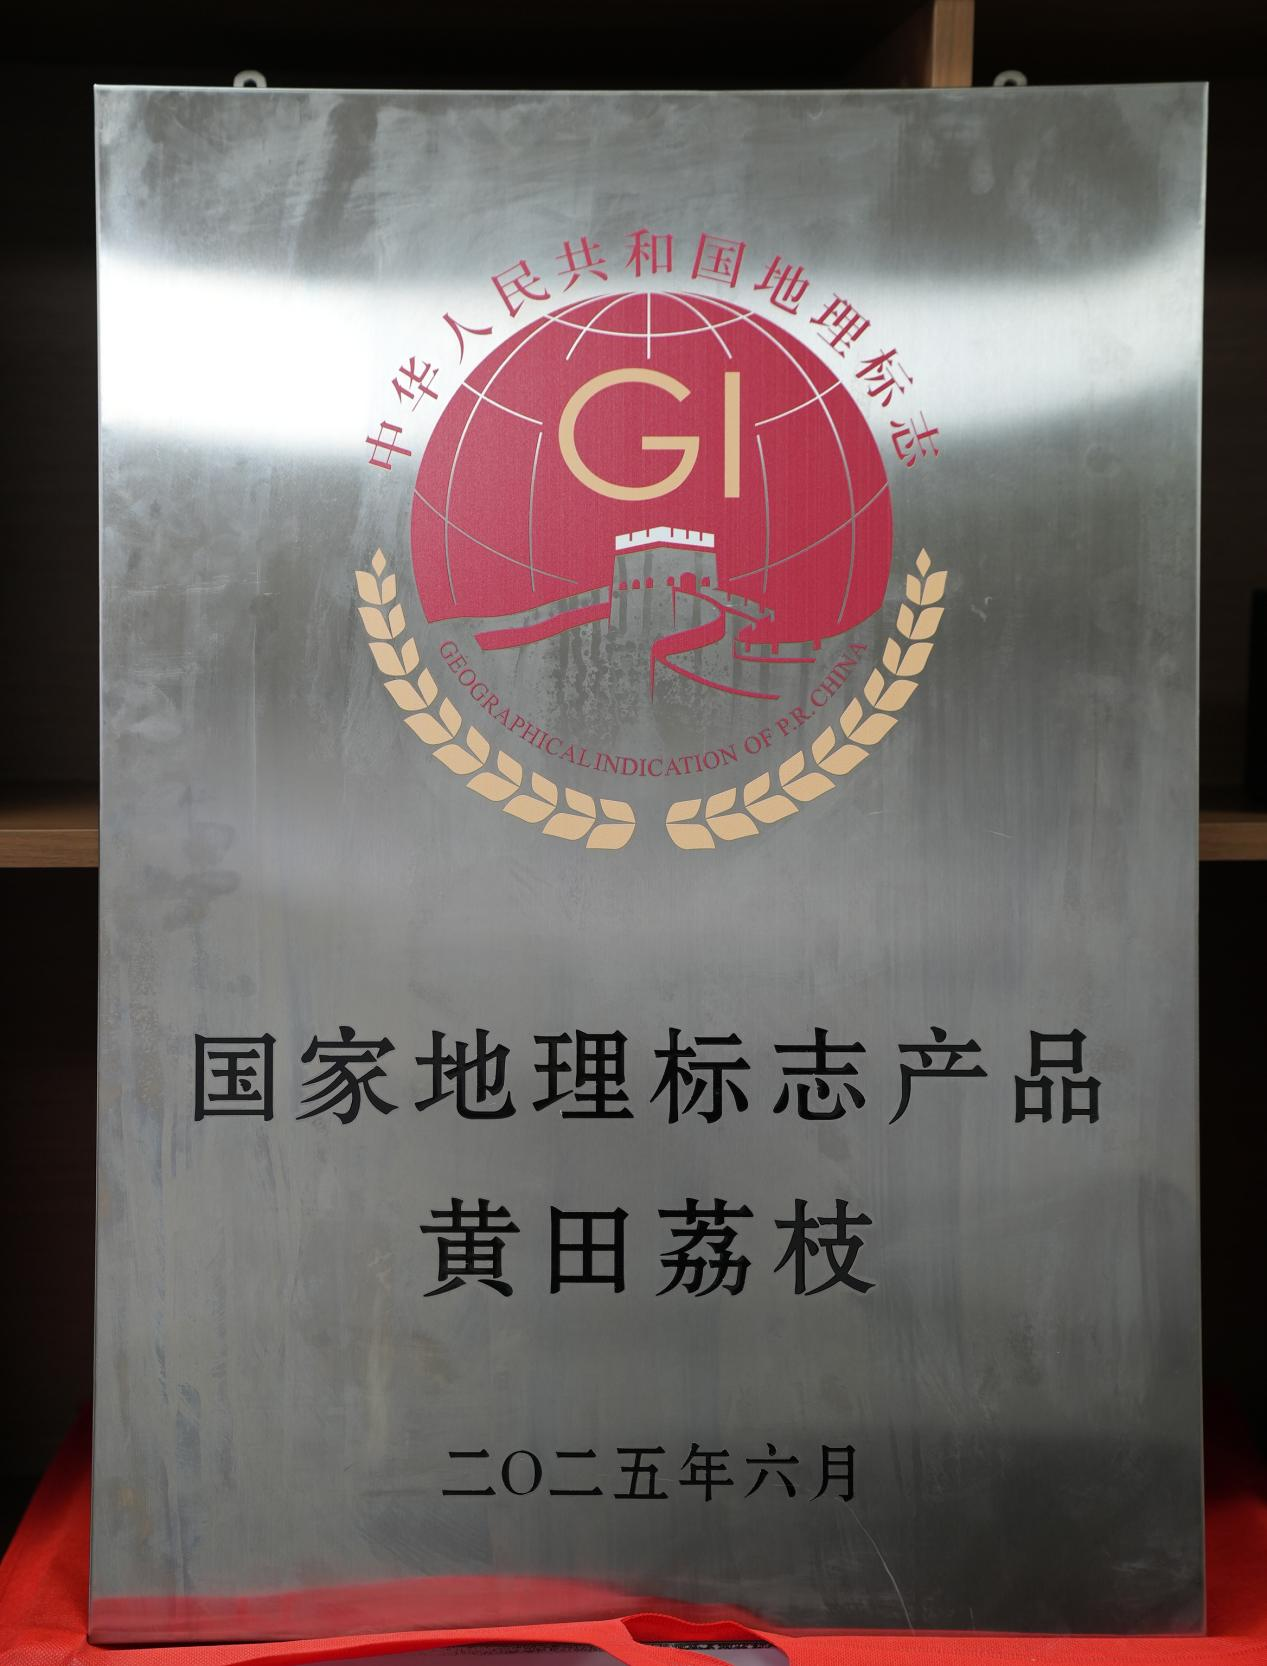 中华人民共和国地理标志
GI
GEOGRAPHICAL INDICATION OF P.R. CHINA
国家地理标志产品
黄田荔枝
二〇二五年六月